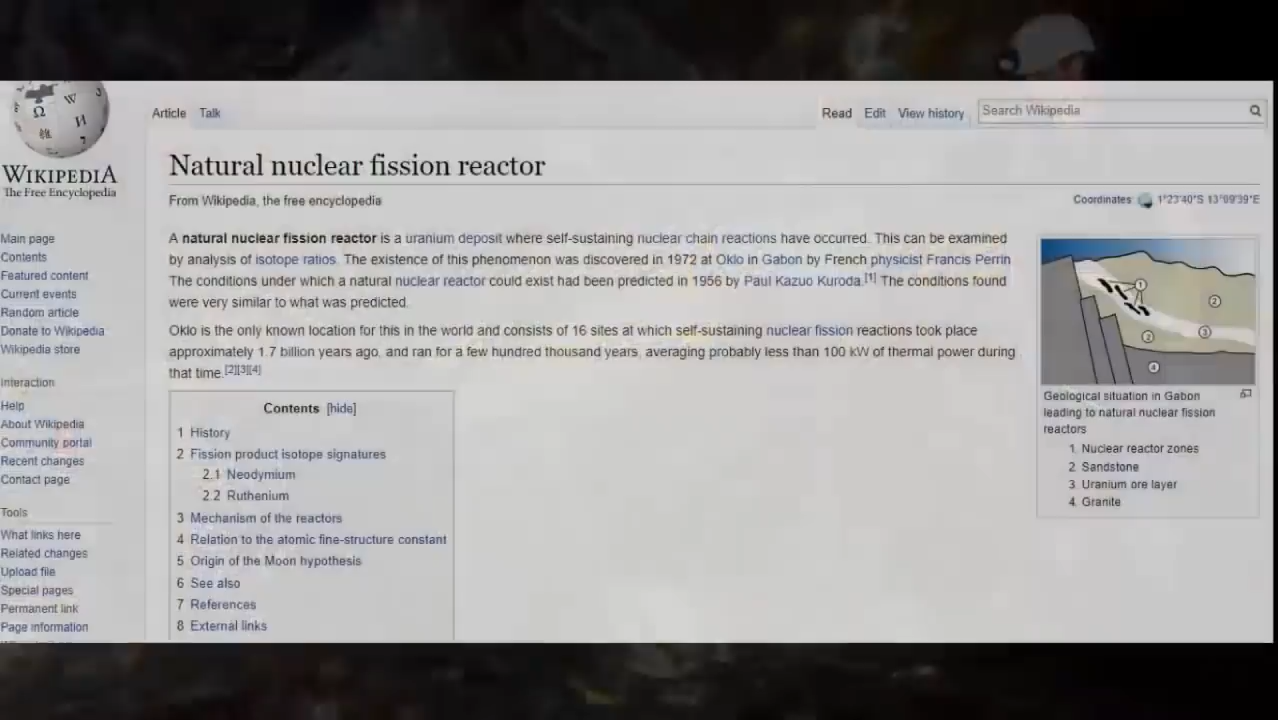 Article Talk Read Edit View history Search Wikipedia
WIKIPEDIA
The Free Encyclopedia
Natural nuclear fission reactor
From Wikipedia, the free encyclopedia
Coordinates: 1°23′40″S 13°09′39″E
Main page
Contents
Featured content
Current events
Random article
Donate to Wikipedia
Wikipedia store
Interaction
Help
About Wikipedia
Community portal
Recent changes
Contact page
Tools
What links here
Related changes
Upload file
Special pages
Permanent link
Page information
A natural nuclear fission reactor is a uranium deposit where self-sustaining nuclear chain reactions have occurred. This can be examined
by analysis of isotope ratios. The existence of this phenomenon was discovered in 1972 at Oklo in Gabon by French physicist Francis Perrin
The conditions under which a natural nuclear reactor could exist had been predicted in 1956 by Paul Kazuo Kuroda.[1] The conditions found
were very similar to what was predicted.
Oklo is the only known location for this in the world and consists of 16 sites at which self-sustaining nuclear fission reactions took place
approximately 1.7 billion years ago, and ran for a few hundred thousand years, averaging probably less than 100 kW of thermal power during
that time.[2][3][4]
Contents [hide]
1 History
2 Fission product isotope signatures
2.1 Neodymium
2.2 Ruthenium
3 Mechanism of the reactors
4 Relation to the atomic fine-structure constant
5 Origin of the Moon hypothesis
6 See also
7 References
8 External links
1
2
3
2
4
Geological situation in Gabon
leading to natural nuclear fission
reactors
1. Nuclear reactor zones
2. Sandstone
3. Uranium ore layer
4. Granite